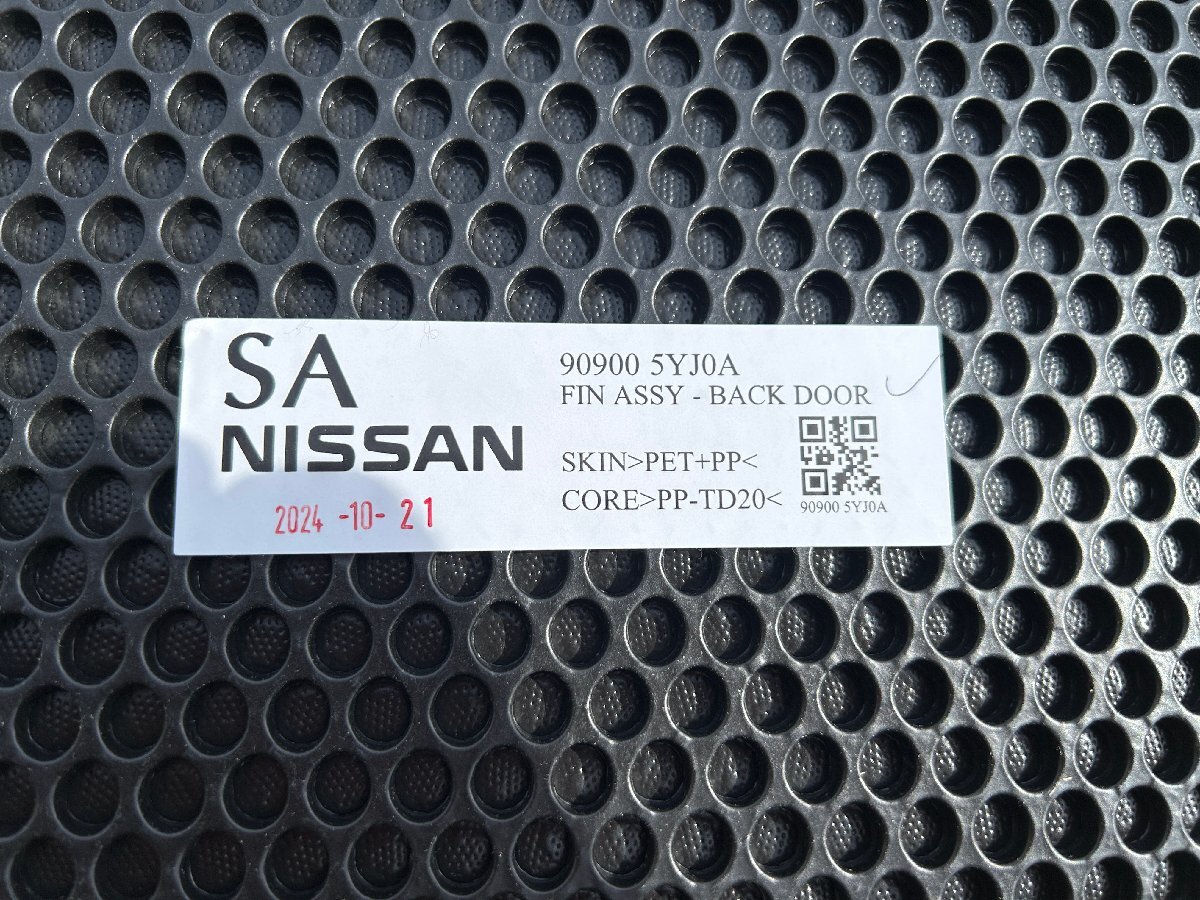 SA
NISSAN
2024 -10- 21
90900 5YJ0A
FIN ASSY - BACK DOOR
SKIN>PET+PP<
CORE>PP-TD20<
90900 5YJ0A